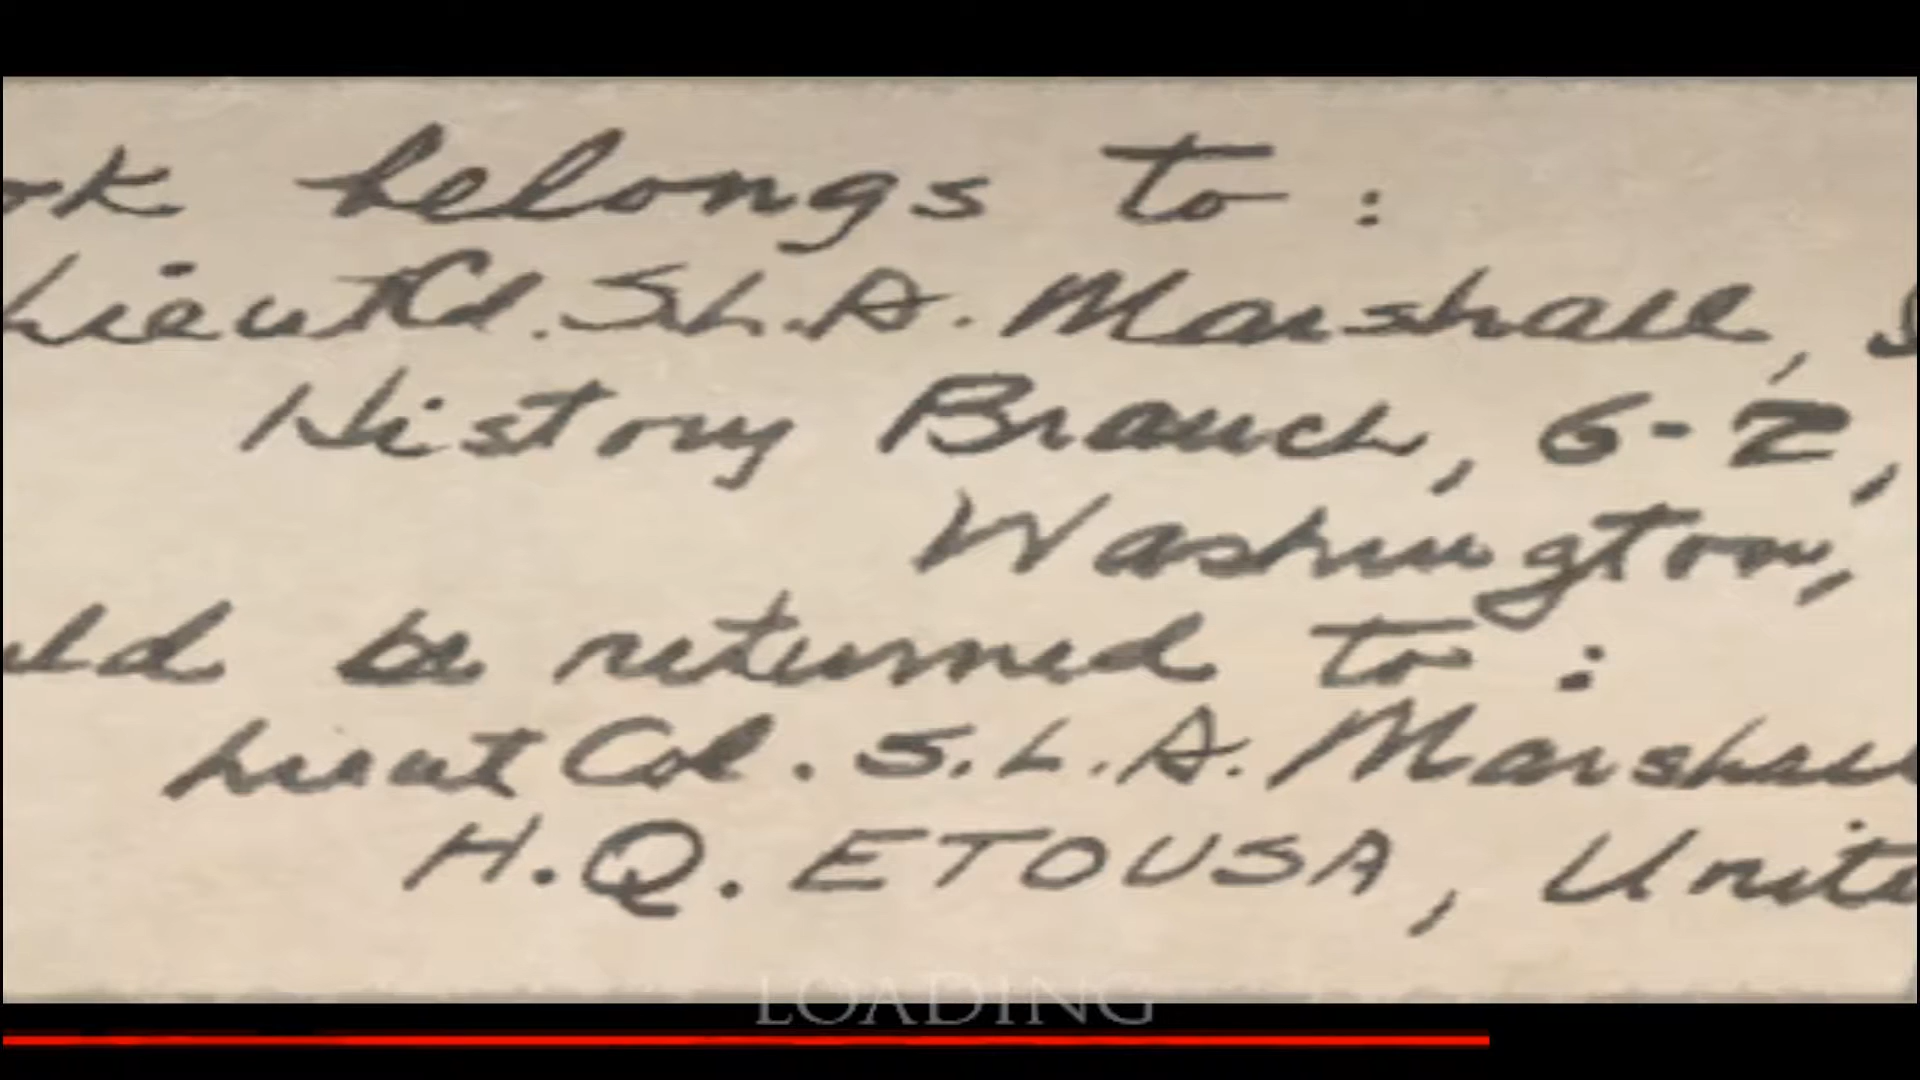 ok belongs to :
Lieut Col. S.L.A. Marshall,
History Branch, G-2,
Washington,
uld be returned to :
Lieut Col. S.L.A. Marshall
H.Q. ETOUSA, Unite
LOADING